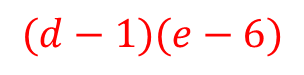 (d − 1)(e − 6)